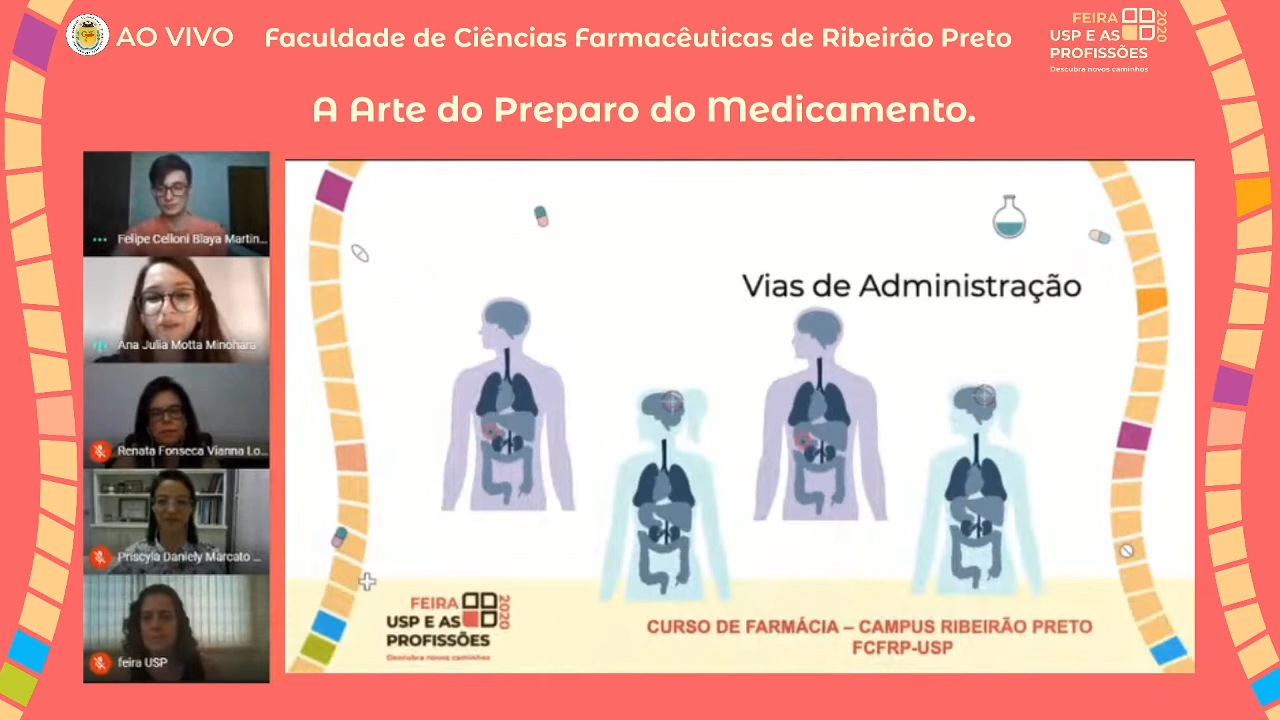 AO VIVO
Faculdade de Ciências Farmacêuticas de Ribeirão Preto
FEIRA
USP E AS
PROFISSÕES
2020
Descubra novos caminhos
A Arte do Preparo do Medicamento.
Felipe Celloni Blaya Martin...
Ana Julia Motta Minohara
Renata Fonseca Vianna Lo...
Priscyla Daniely Marcato ...
feira USP
Vias de Administração
FEIRA
USP E AS
PROFISSÕES
2020
Descubra novos caminhos
CURSO DE FARMÁCIA – CAMPUS RIBEIRÃO PRETO
FCFRP-USP